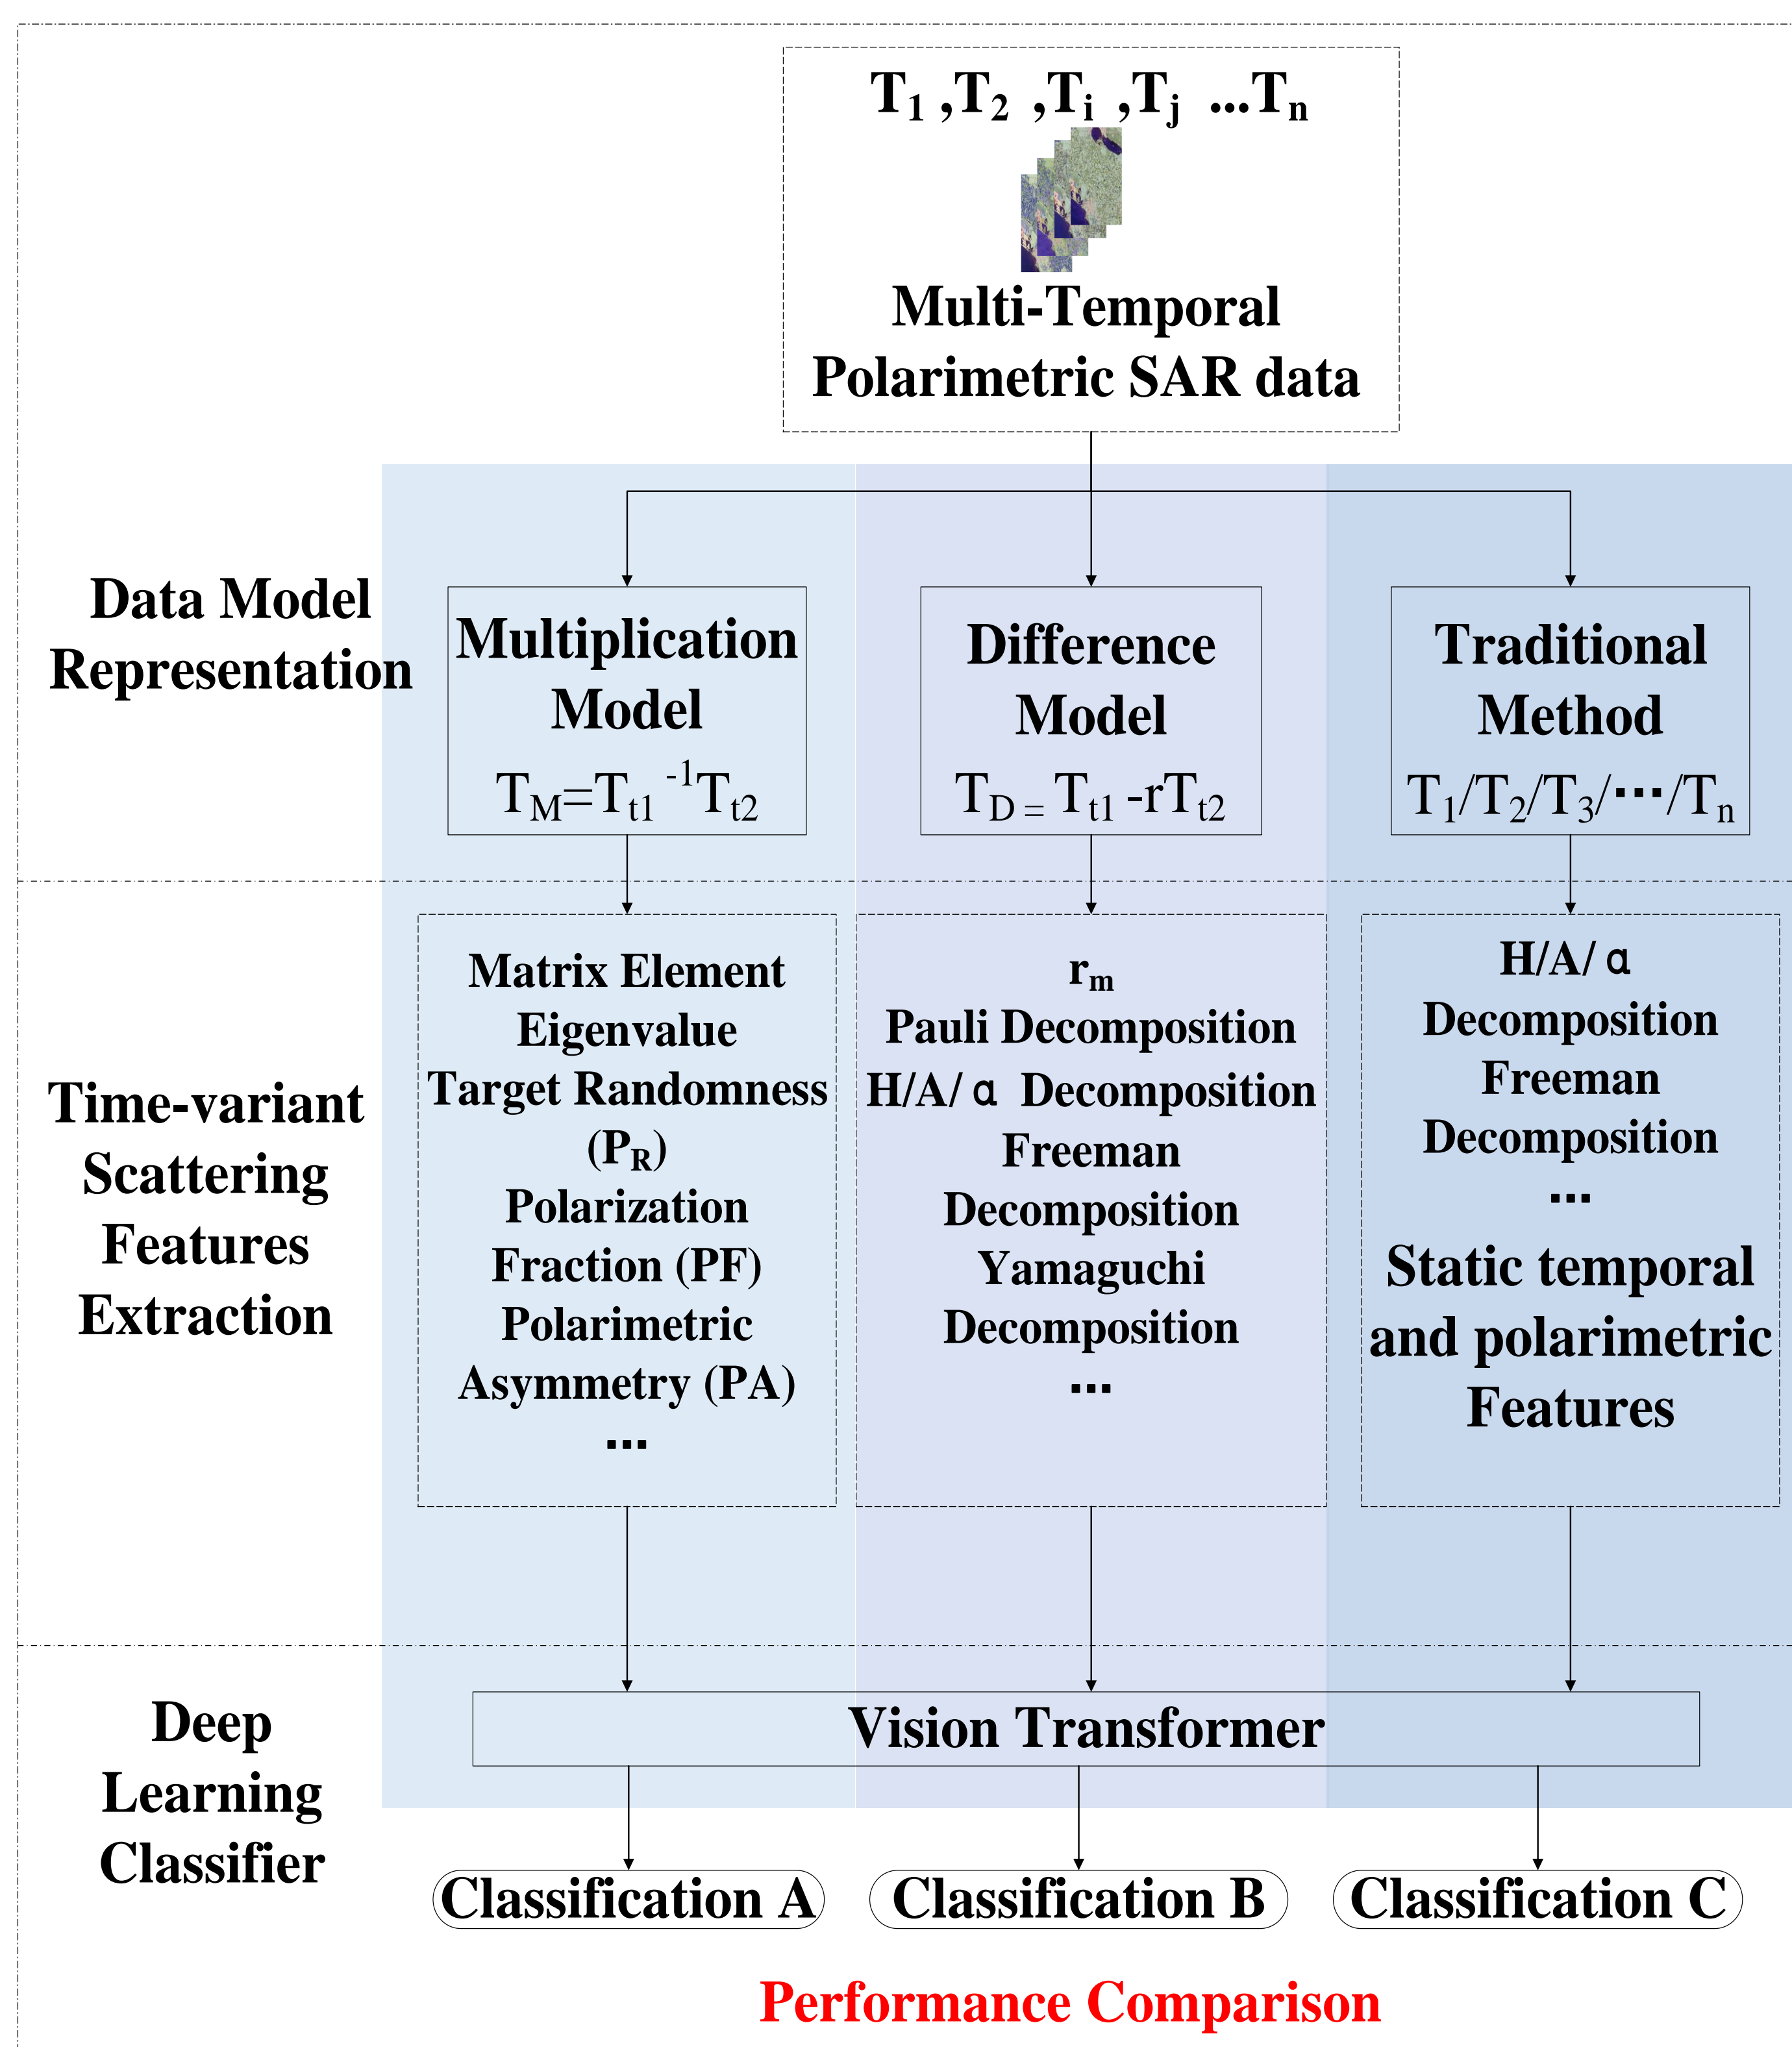 T1 ,T2 ,Ti ,Tj ...Tn
Multi-Temporal
Polarimetric SAR data
Data Model
Representation
Multiplication
Model
TM=Tt1 -1Tt2
Difference
Model
TD = Tt1 -rTt2
Traditional
Method
T1/T2/T3/···/Tn
Time-variant
Scattering
Features
Extraction
Matrix Element
Eigenvalue
Target Randomness
(PR)
Polarization
Fraction (PF)
Polarimetric
Asymmetry (PA)
...
rm
Pauli Decomposition
H/A/ α Decomposition
Freeman
Decomposition
Yamaguchi
Decomposition
...
H/A/ α
Decomposition
Freeman
Decomposition
...
Static temporal
and polarimetric
Features
Deep
Learning
Classifier
Vision Transformer
Classification A
Classification B
Classification C
Performance Comparison